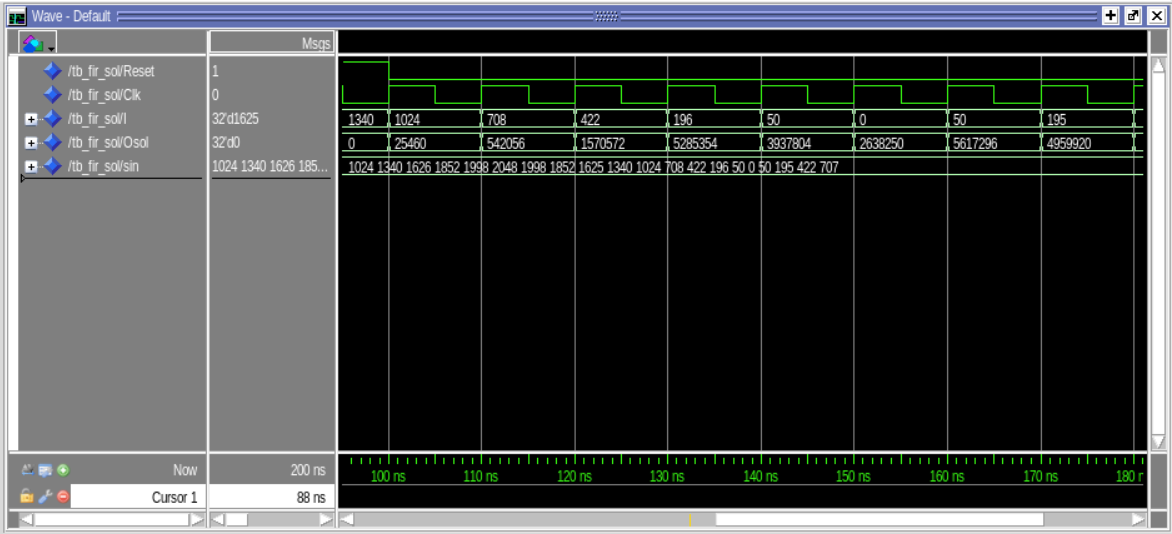 Wave - Default
Msgs
/tb_fir_sol/Reset 1
/tb_fir_sol/Clk 0
/tb_fir_sol/I 32'd1625 1340 1024 708 422 196 50 0 50 195
/tb_fir_sol/Osol 32'd0 0 25460 542056 1570572 5285354 3937804 2638250 5617296 4959920
/tb_fir_sol/sin 1024 1340 1626 185... 1024 1340 1626 1852 1998 2048 1998 1852 1625 1340 1024 708 422 196 50 0 50 195 422 707
Now 200 ns 100 ns 110 ns 120 ns 130 ns 140 ns 150 ns 160 ns 170 ns 180 n
Cursor 1 88 ns